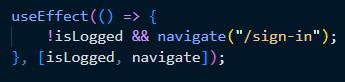 useEffect(() => {
    !isLogged && navigate("/sign-in");
}, [isLogged, navigate]);